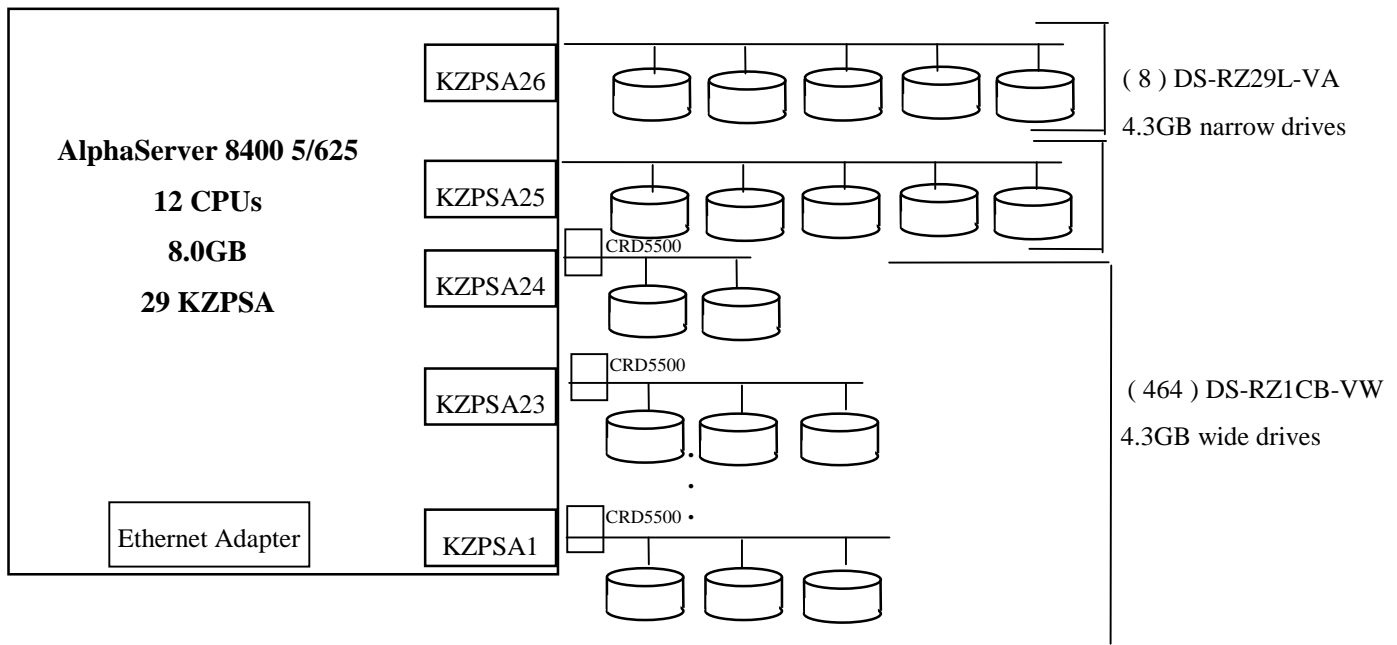 AlphaServer 8400 5/625
12 CPUs
8.0GB
29 KZPSA
Ethernet Adapter
KZPSA26
KZPSA25
KZPSA24
KZPSA23
KZPSA1
CRD5500
CRD5500
CRD5500
( 8 ) DS-RZ29L-VA
4.3GB narrow drives
( 464 ) DS-RZ1CB-VW
4.3GB wide drives